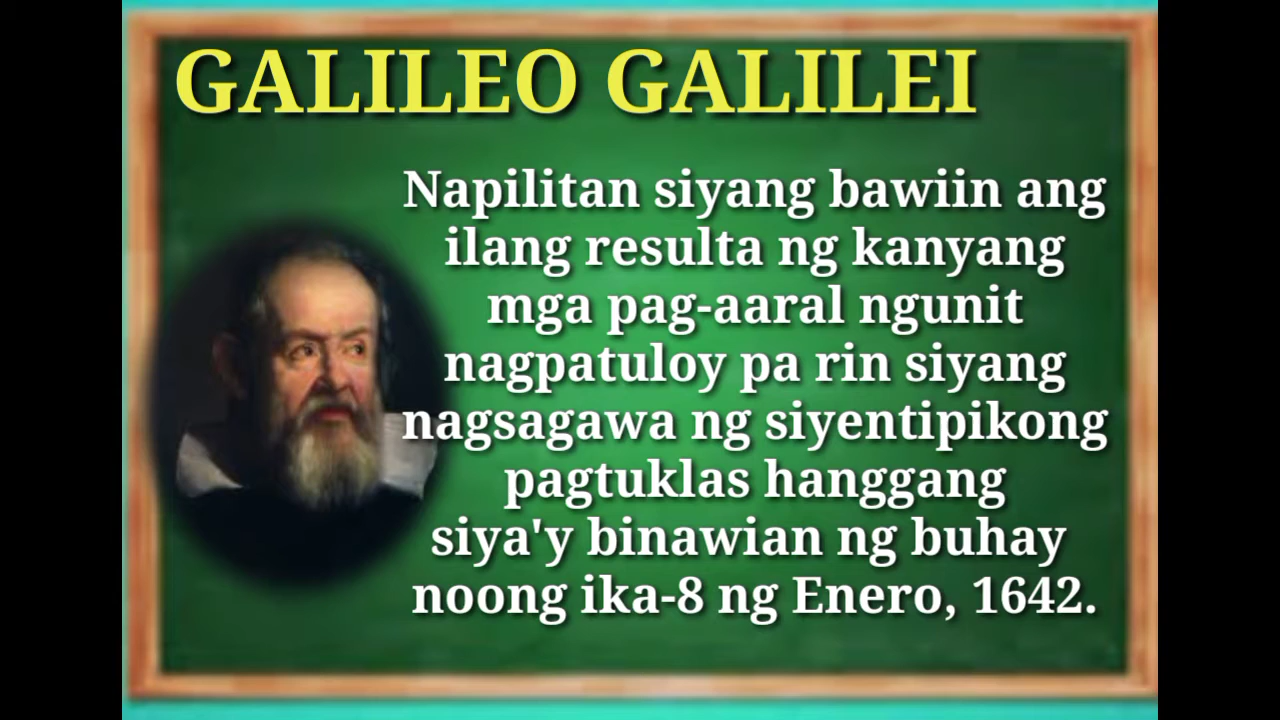 GALILEO GALILEI
Napilitan siyang bawiin ang
ilang resulta ng kanyang
mga pag-aaral ngunit
nagpatuloy pa rin siyang
nagsagawa ng siyentipikong
pagtuklas hanggang
siya'y binawian ng buhay
noong ika-8 ng Enero, 1642.